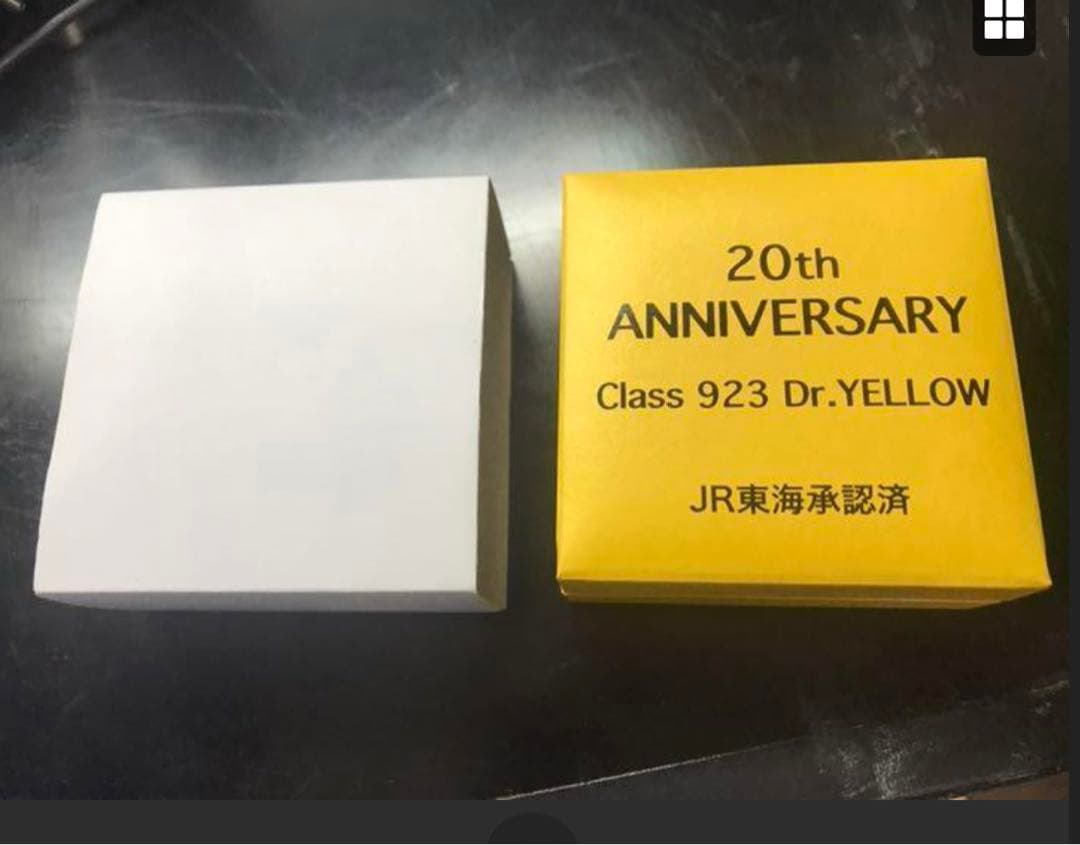 20th
ANNIVERSARY
Class 923 Dr.YELLOW
JR東海承認済